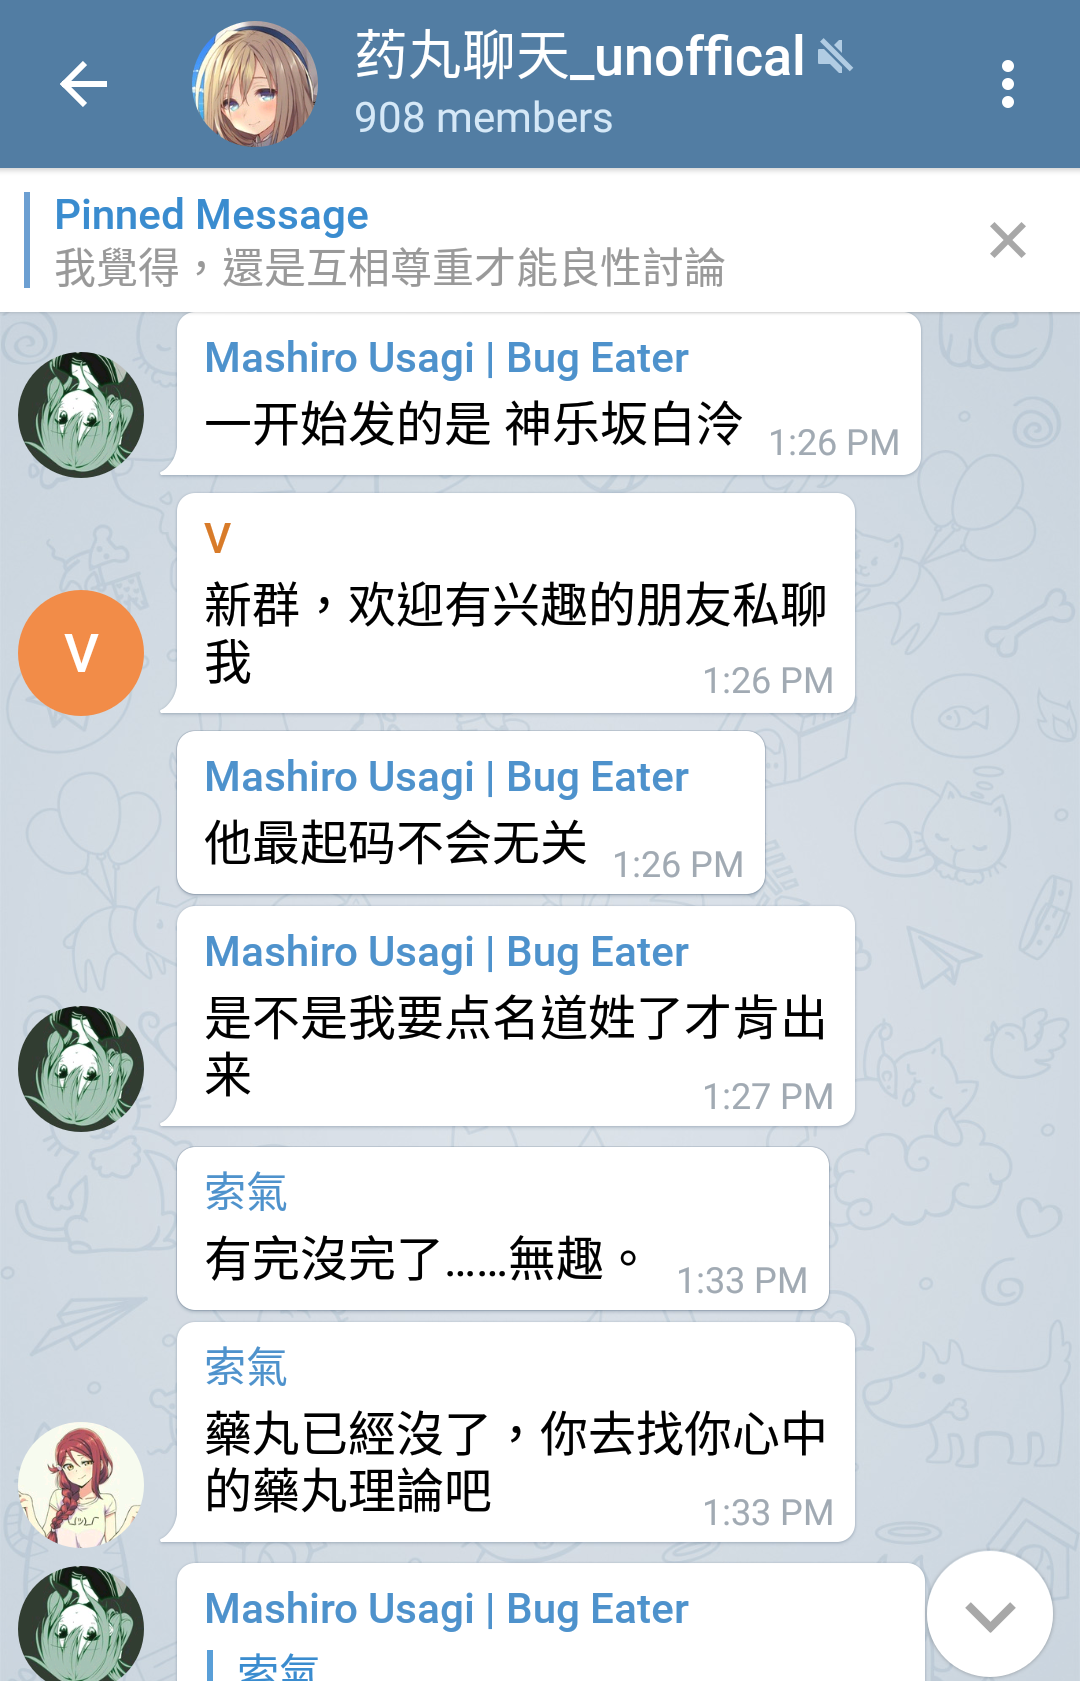 药丸聊天_unoffical
908 members
Pinned Message
我覺得，還是互相尊重才能良性討論
Mashiro Usagi | Bug Eater
一开始发的是 神乐坂白泠
1:26 PM
V
V
新群，欢迎有兴趣的朋友私聊
我
1:26 PM
Mashiro Usagi | Bug Eater
他最起码不会无关
1:26 PM
Mashiro Usagi | Bug Eater
是不是我要点名道姓了才肯出
来
1:27 PM
索氣
有完沒完了……無趣。
1:33 PM
索氣
藥丸已經沒了，你去找你心中
的藥丸理論吧
1:33 PM
Mashiro Usagi | Bug Eater
索氣